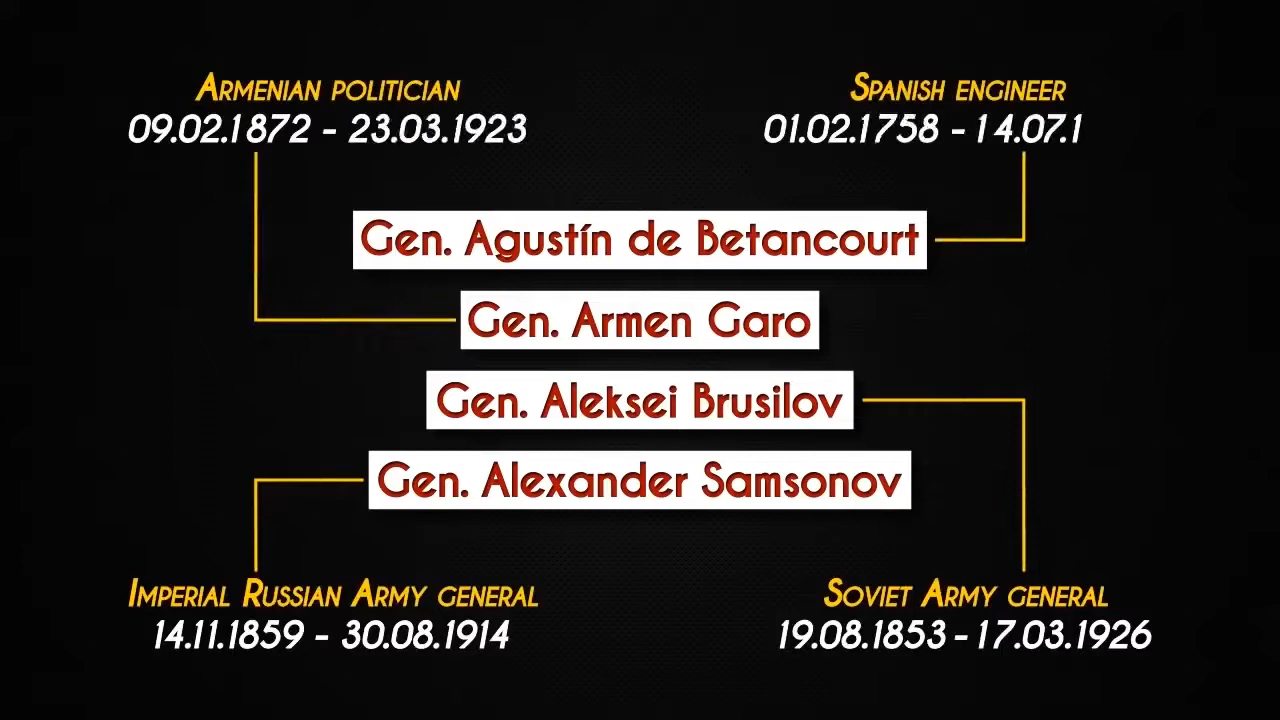 Armenian politician
09.02.1872 - 23.03.1923
Spanish engineer
01.02.1758 - 14.07.1
Gen. Agustín de Betancourt
Gen. Armen Garo
Gen. Aleksei Brusilov
Gen. Alexander Samsonov
Imperial Russian Army general
14.11.1859 - 30.08.1914
Soviet Army general
19.08.1853 - 17.03.1926